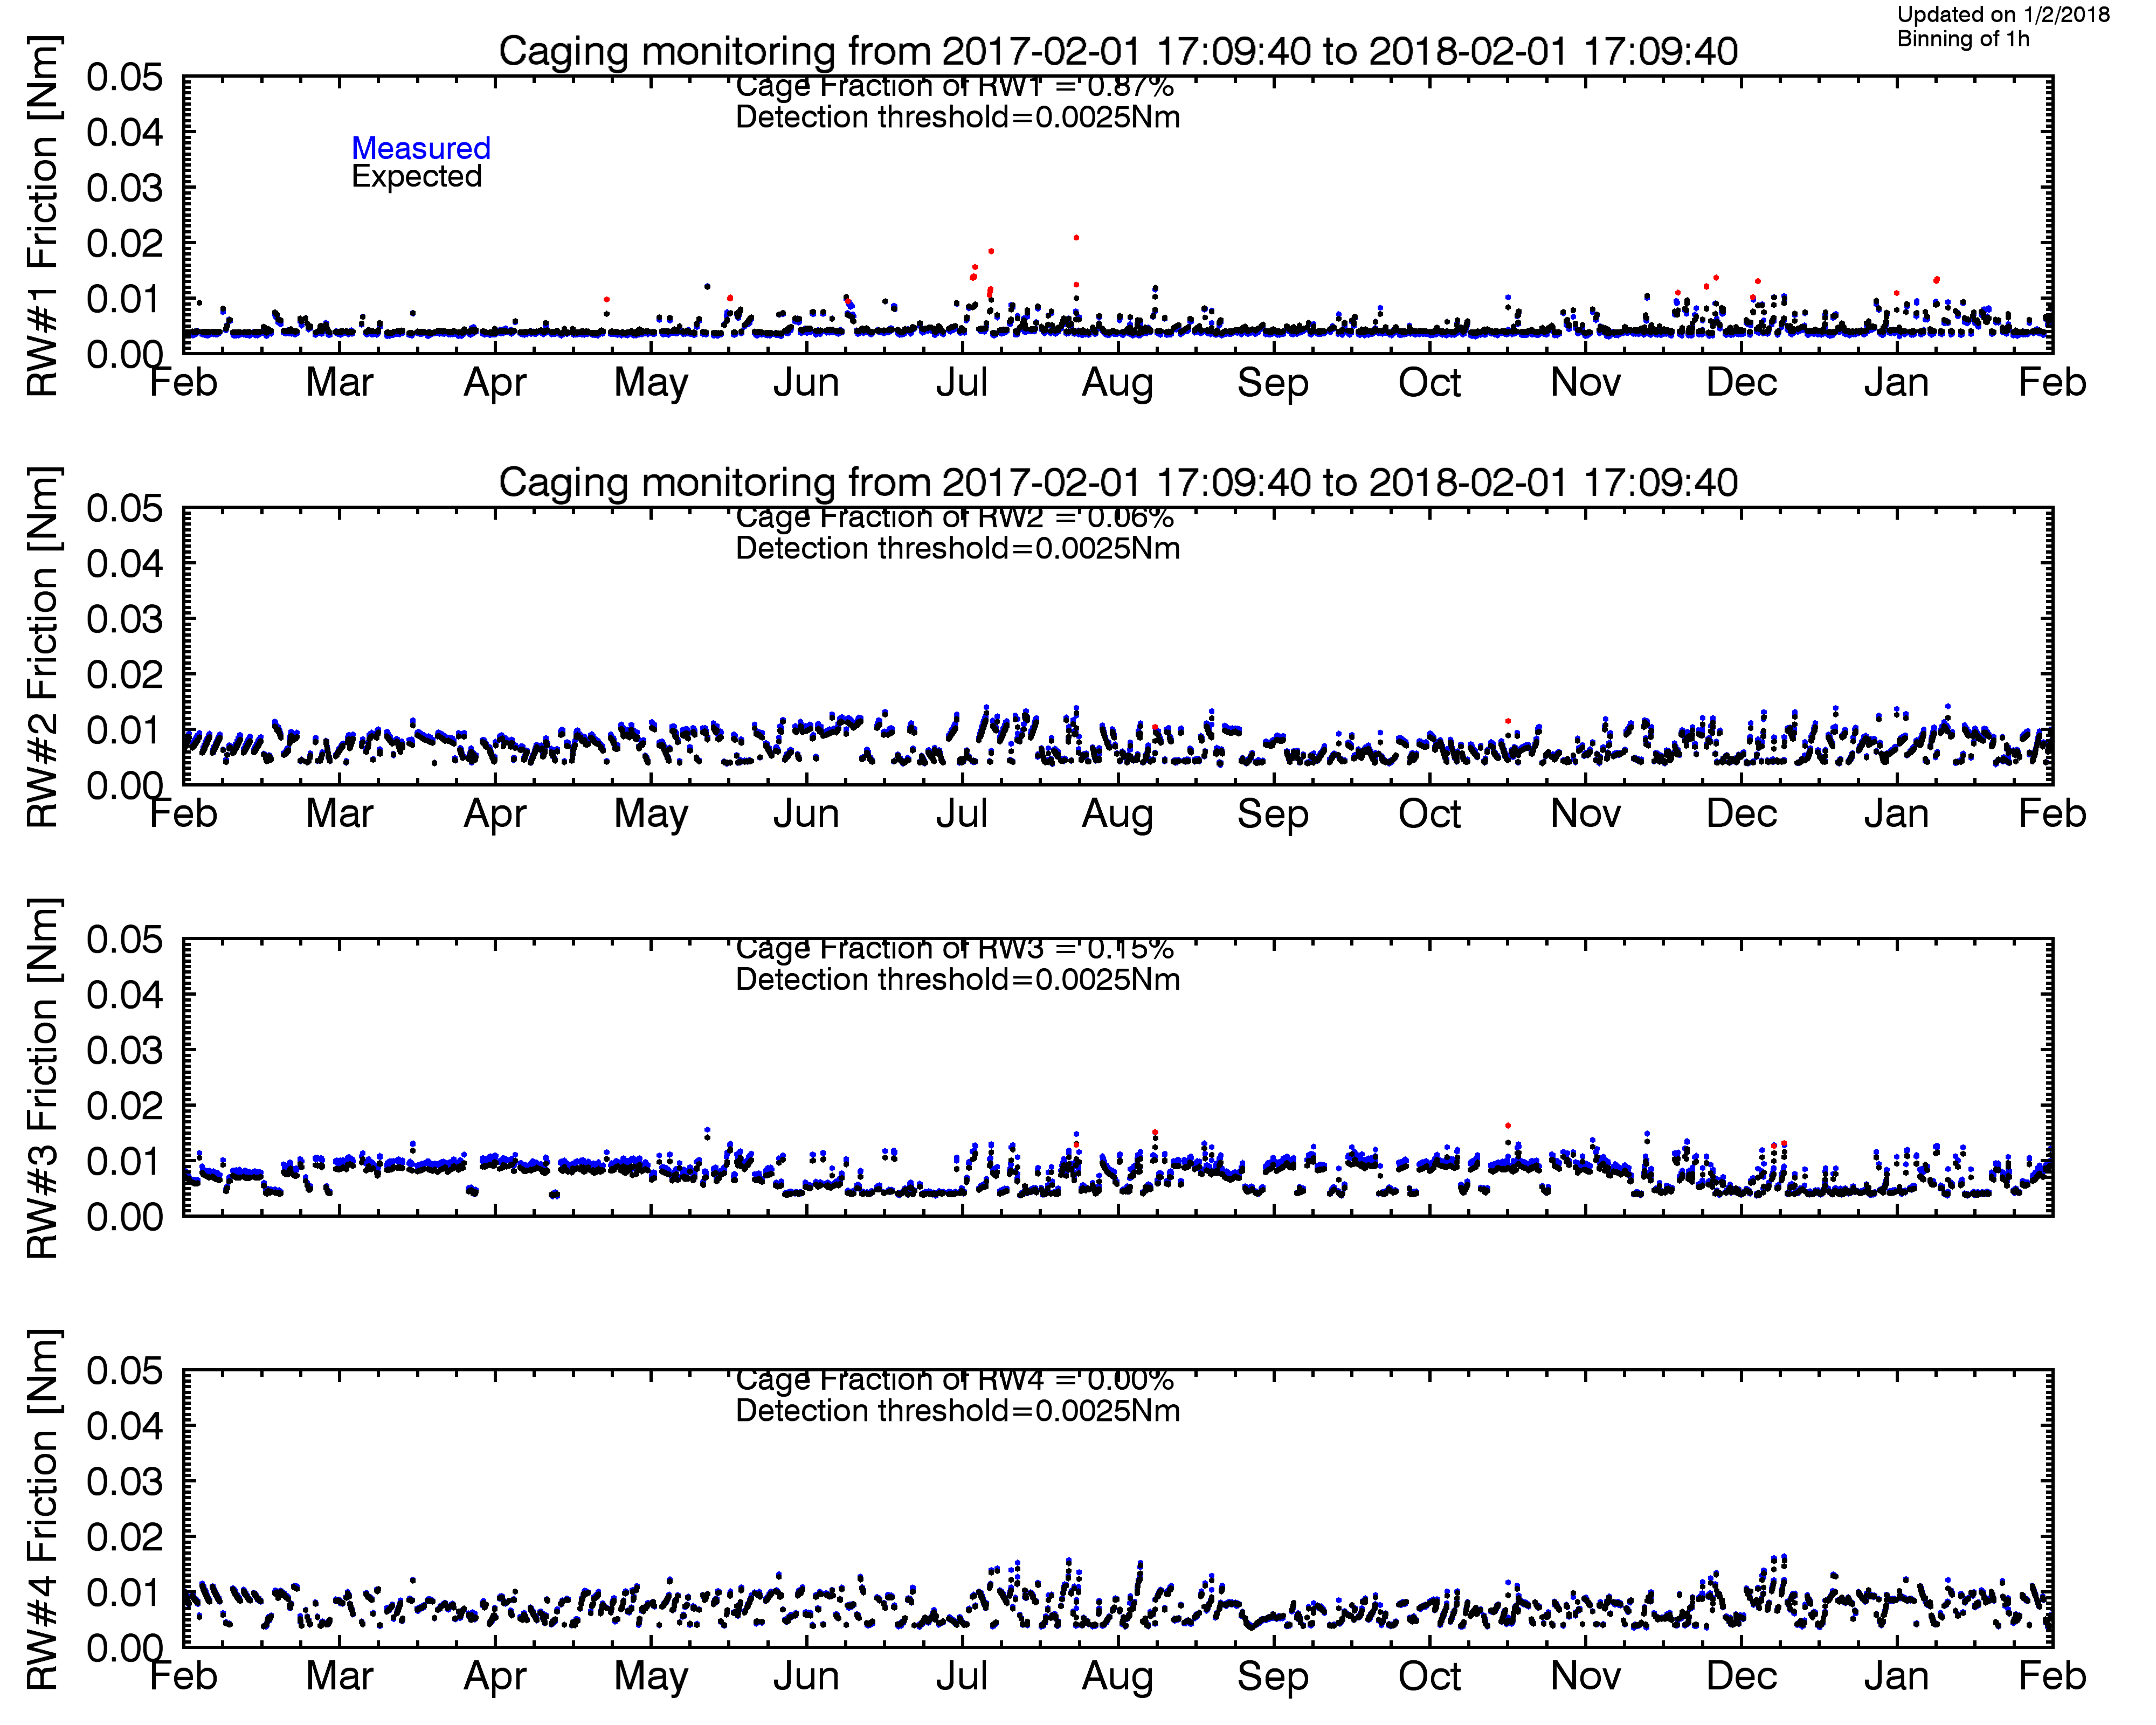 Updated on 1/2/2018
Binning of 1h
Caging monitoring from 2017-02-01 17:09:40 to 2018-02-01 17:09:40
Cage Fraction of RW1 = 0.87%
Detection threshold=0.0025Nm
Measured
Expected
RW#1 Friction [Nm]
0.05
0.04
0.03
0.02
0.01
0.00
Feb Mar Apr May Jun Jul Aug Sep Oct Nov Dec Jan Feb
Caging monitoring from 2017-02-01 17:09:40 to 2018-02-01 17:09:40
Cage Fraction of RW2 = 0.06%
Detection threshold=0.0025Nm
RW#2 Friction [Nm]
0.05
0.04
0.03
0.02
0.01
0.00
Feb Mar Apr May Jun Jul Aug Sep Oct Nov Dec Jan Feb
Cage Fraction of RW3 = 0.15%
Detection threshold=0.0025Nm
RW#3 Friction [Nm]
0.05
0.04
0.03
0.02
0.01
0.00
Cage Fraction of RW4 = 0.00%
Detection threshold=0.0025Nm
RW#4 Friction [Nm]
0.05
0.04
0.03
0.02
0.01
0.00
Feb Mar Apr May Jun Jul Aug Sep Oct Nov Dec Jan Feb